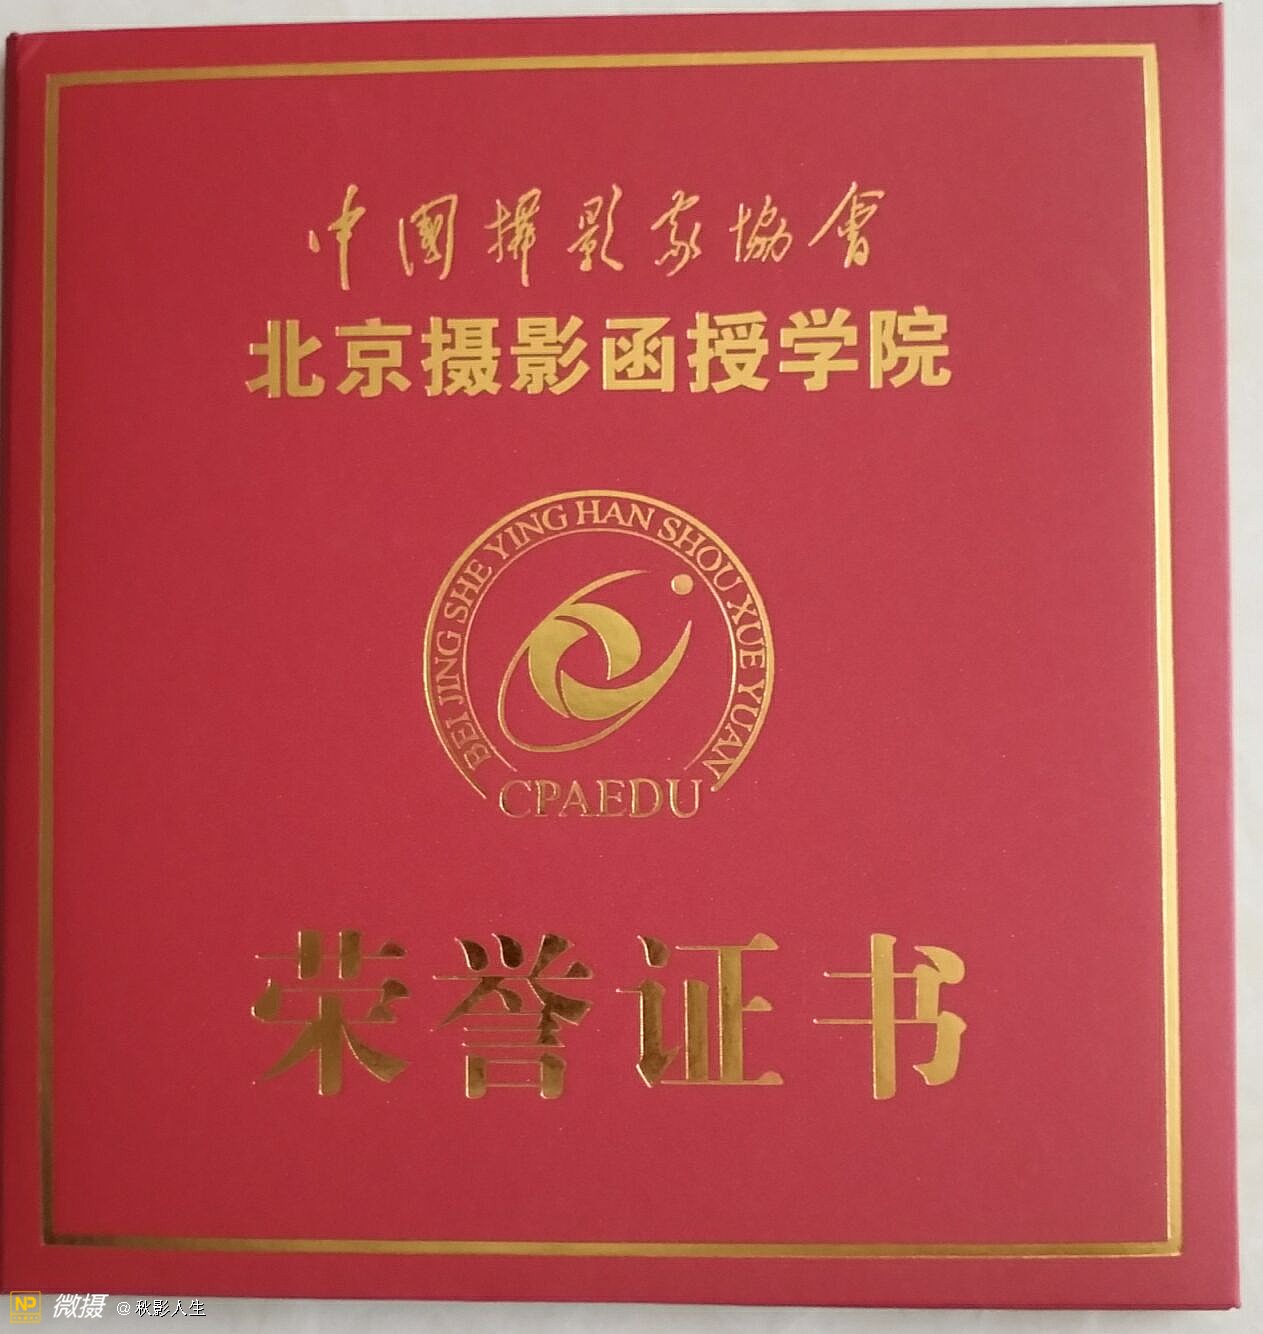 中國攝影家協會
北京摄影函授学院
BEI JING SHE YING HAN SHOU XUE YUAN
CPAEDU
荣誉证书
NP 微摄 @秋影人生